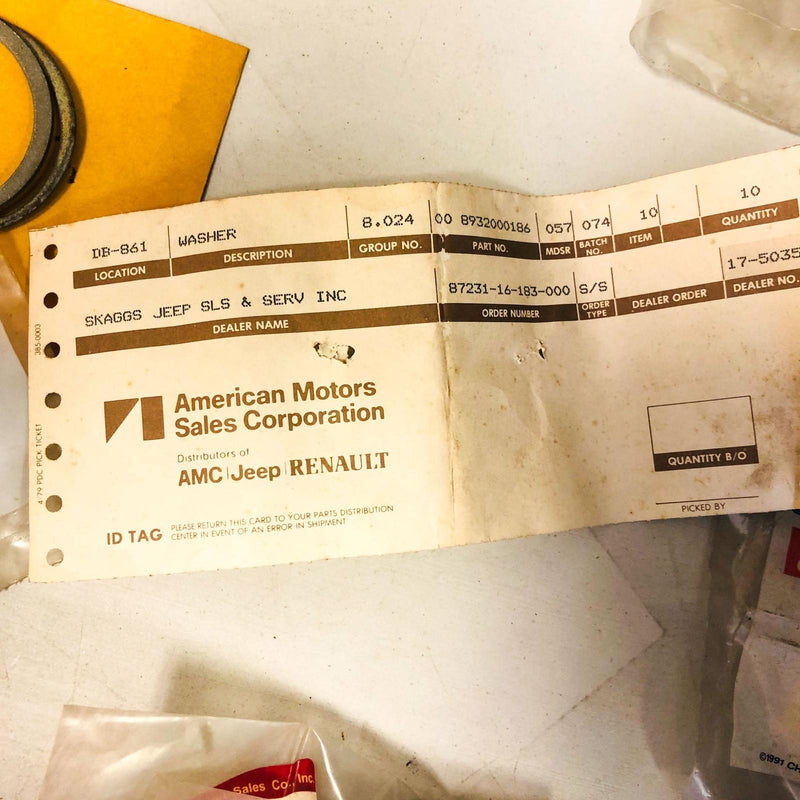 DB-861 WASHER 8.024 00 8932000186 057 074 10 10
LOCATION DESCRIPTION GROUP NO. PART NO. MDSR BATCH NO. ITEM QUANTITY
SKAGGS JEEP SLS & SERV INC 87231-16-183-000 S/S 17-5035
DEALER NAME ORDER NUMBER ORDER TYPE DEALER ORDER DEALER NO.
385-0003
4-79 PDC PICK TICKET
American Motors
Sales Corporation
Distributors of
AMC Jeep RENAULT
ID TAG PLEASE RETURN THIS CARD TO YOUR PARTS DISTRIBUTION
CENTER IN EVENT OF AN ERROR IN SHIPMENT
QUANTITY B/O
PICKED BY
Sales Co., Inc.
©1991 CH